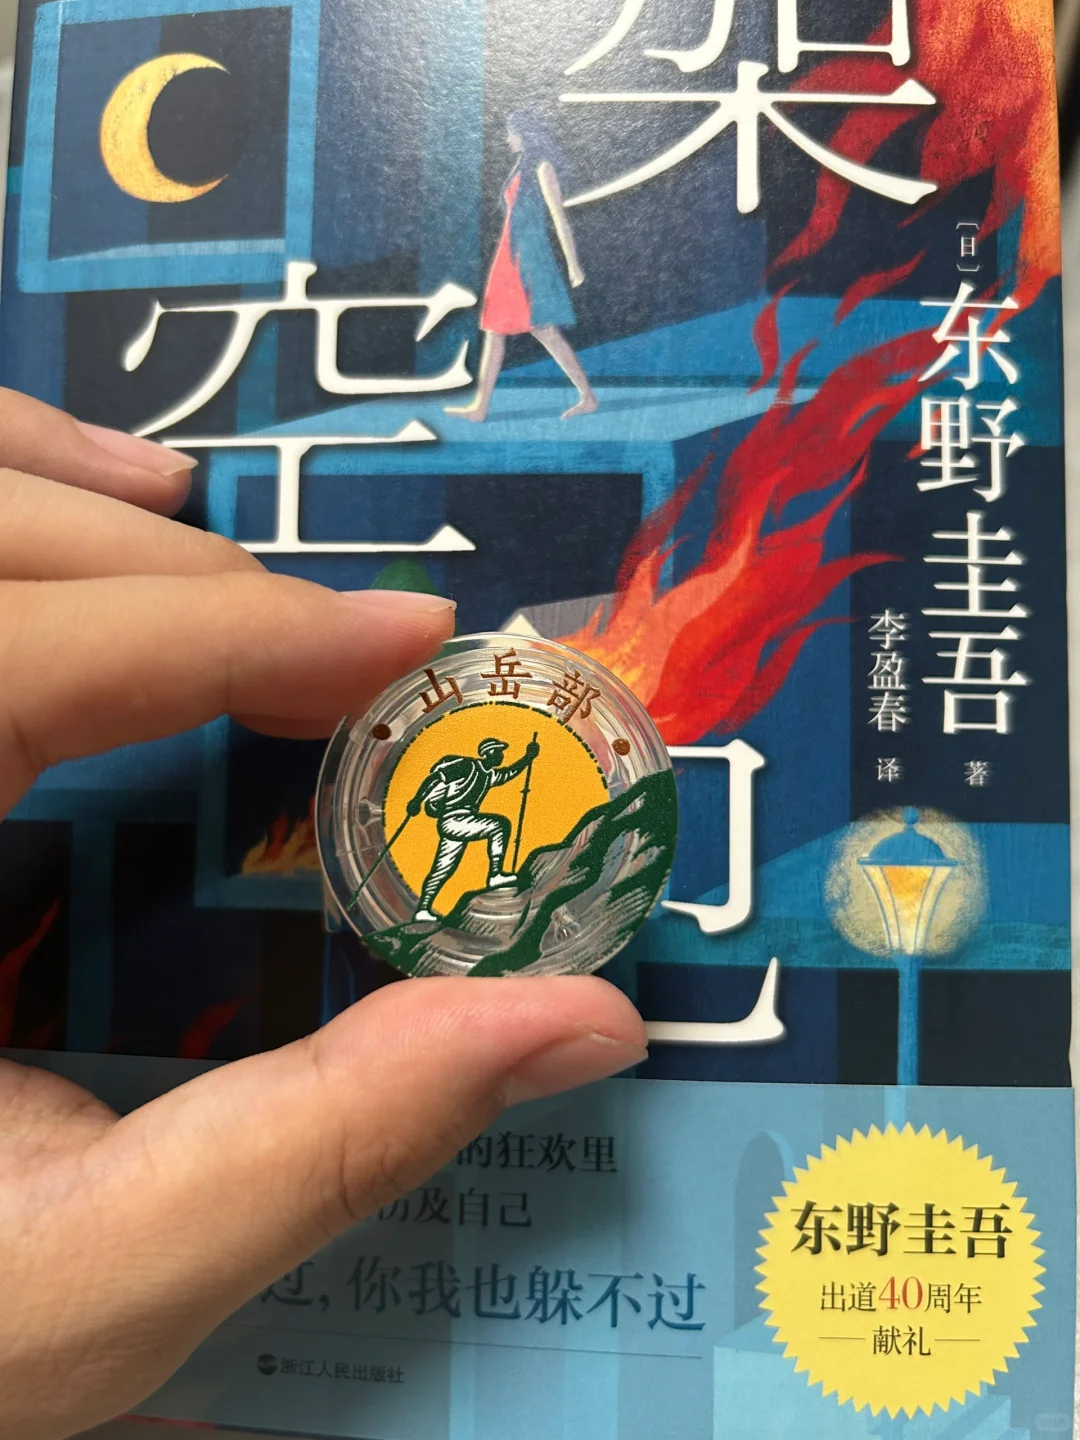 架
空
〔日〕东野圭吾 著
李盈春 译
山岳部
的狂欢里
及自己
过，你我也躲不过
浙江人民出版社
东野圭吾
出道40周年
献礼